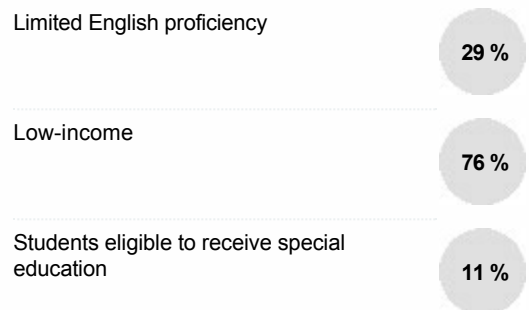 Limited English proficiency
29 %
Low-income
76 %
Students eligible to receive special
education
11 %